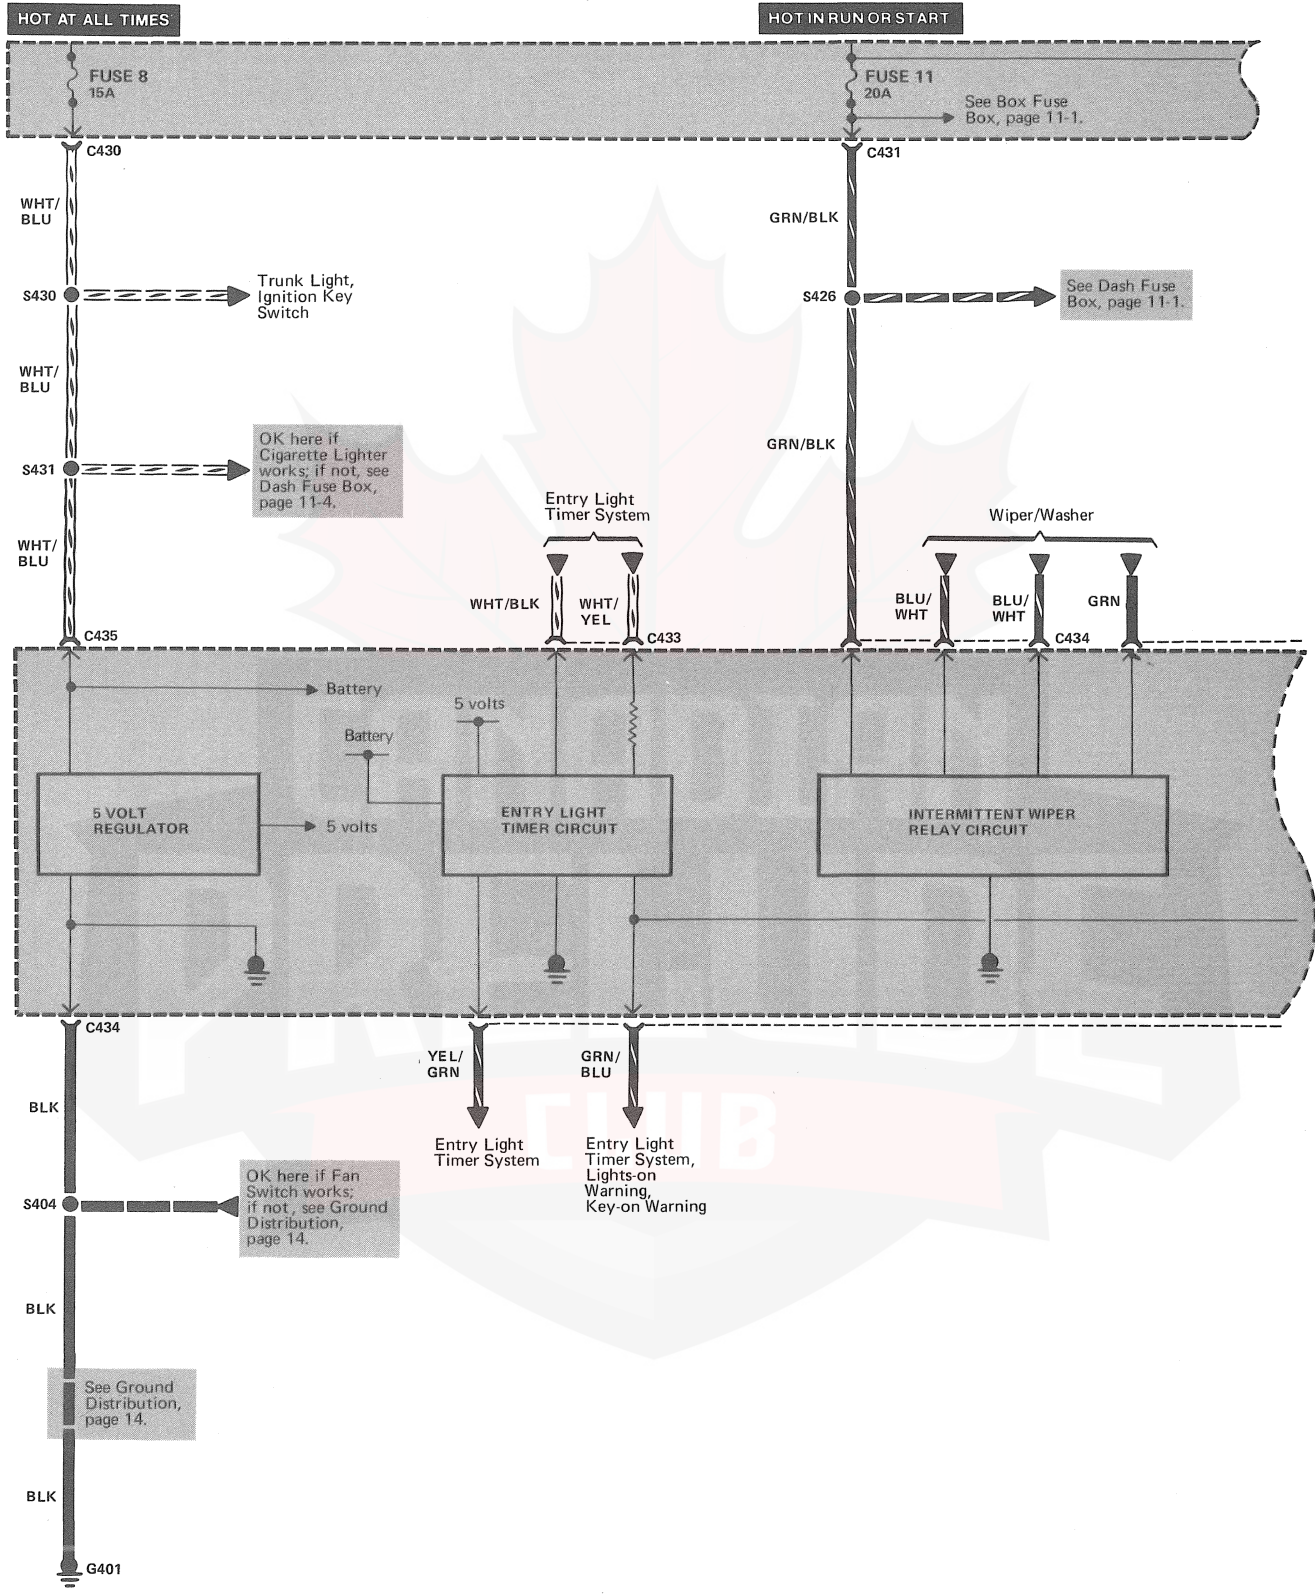 HOT AT ALL TIMES
HOT IN RUN OR START
FUSE 8
15A
FUSE 11
20A
See Box Fuse
Box, page 11-1.
C430
C431
WHT/
BLU
GRN/BLK
S430
Trunk Light,
Ignition Key
Switch
S426
See Dash Fuse
Box, page 11-1.
WHT/
BLU
GRN/BLK
S431
OK here if
Cigarette Lighter
works; if not, see
Dash Fuse Box,
page 11-4.
Entry Light
Timer System
Wiper/Washer
WHT/
BLU
WHT/BLK
WHT/
YEL
BLU/
WHT
BLU/
WHT
GRN
C435
C433
C434
Battery
5 volts
Battery
5 VOLT
REGULATOR
5 volts
ENTRY LIGHT
TIMER CIRCUIT
INTERMITTENT WIPER
RELAY CIRCUIT
C434
YEL/
GRN
GRN/
BLU
BLK
Entry Light
Timer System
Entry Light
Timer System,
Lights-on
Warning,
Key-on Warning
S404
OK here if Fan
Switch works;
if not, see Ground
Distribution,
page 14.
BLK
See Ground
Distribution,
page 14.
BLK
G401
CANADIAN
PRELUDE
CLUB